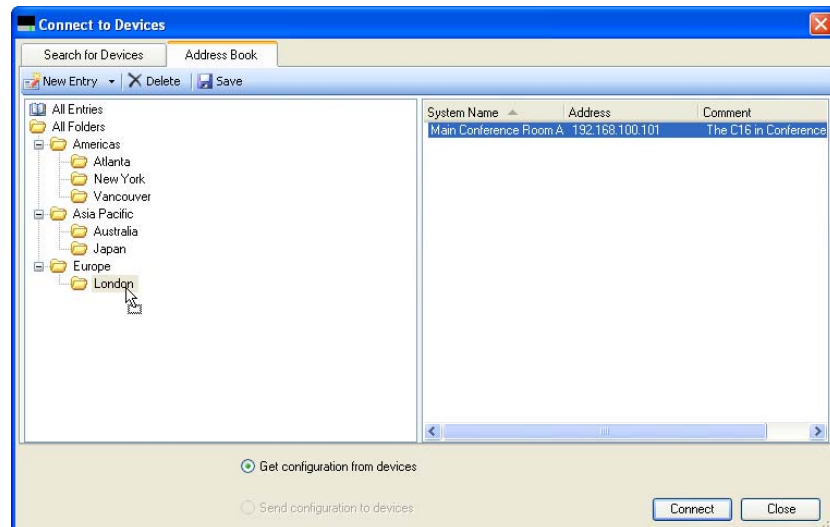 Connect to Devices
Search for Devices Address Book
New Entry Delete Save
All Entries
All Folders
Americas
Atlanta
New York
Vancouver
Asia Pacific
Australia
Japan
Europe
London
System Name Address Comment
Main Conference Room A 192.168.100.101 The C16 in Conference
Get configuration from devices
Send configuration to devices
Connect Close